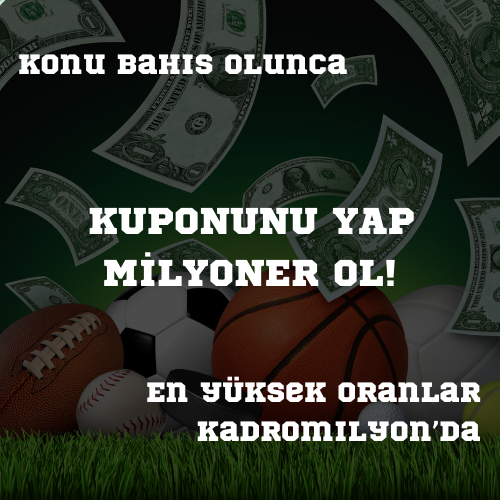 Konu Bahis Olunca
KUPONUNU YAP
MİLYONER OL!
En Yüksek Oranlar
Kadromilyon'da